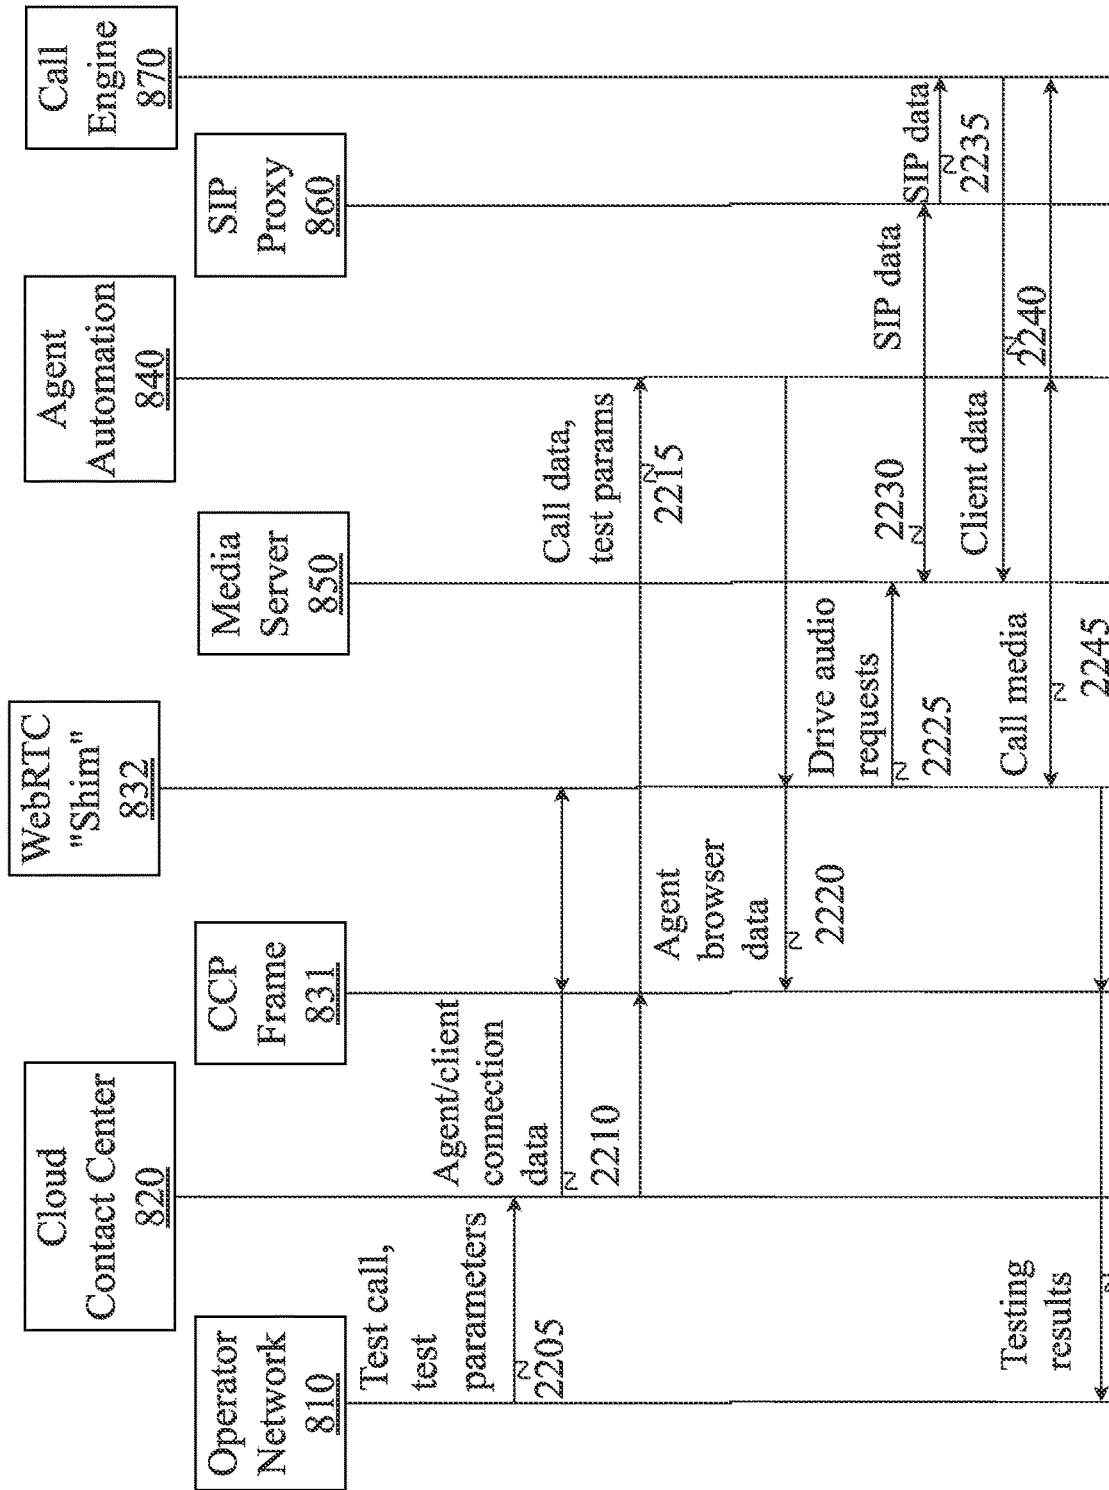 Operator
Network
810
Cloud
Contact Center
820
CCP
Frame
831
WebRTC
"Shim"
832
Media
Server
850
Agent
Automation
840
SIP
Proxy
860
Call
Engine
870
Test call,
test
parameters
2205
Agent/client
connection
data
2210
Call data,
test params
2215
Agent
browser
data
2220
Drive audio
requests
2225
SIP data
2230
SIP data
2235
Client data
2240
Call media
2245
Testing
results